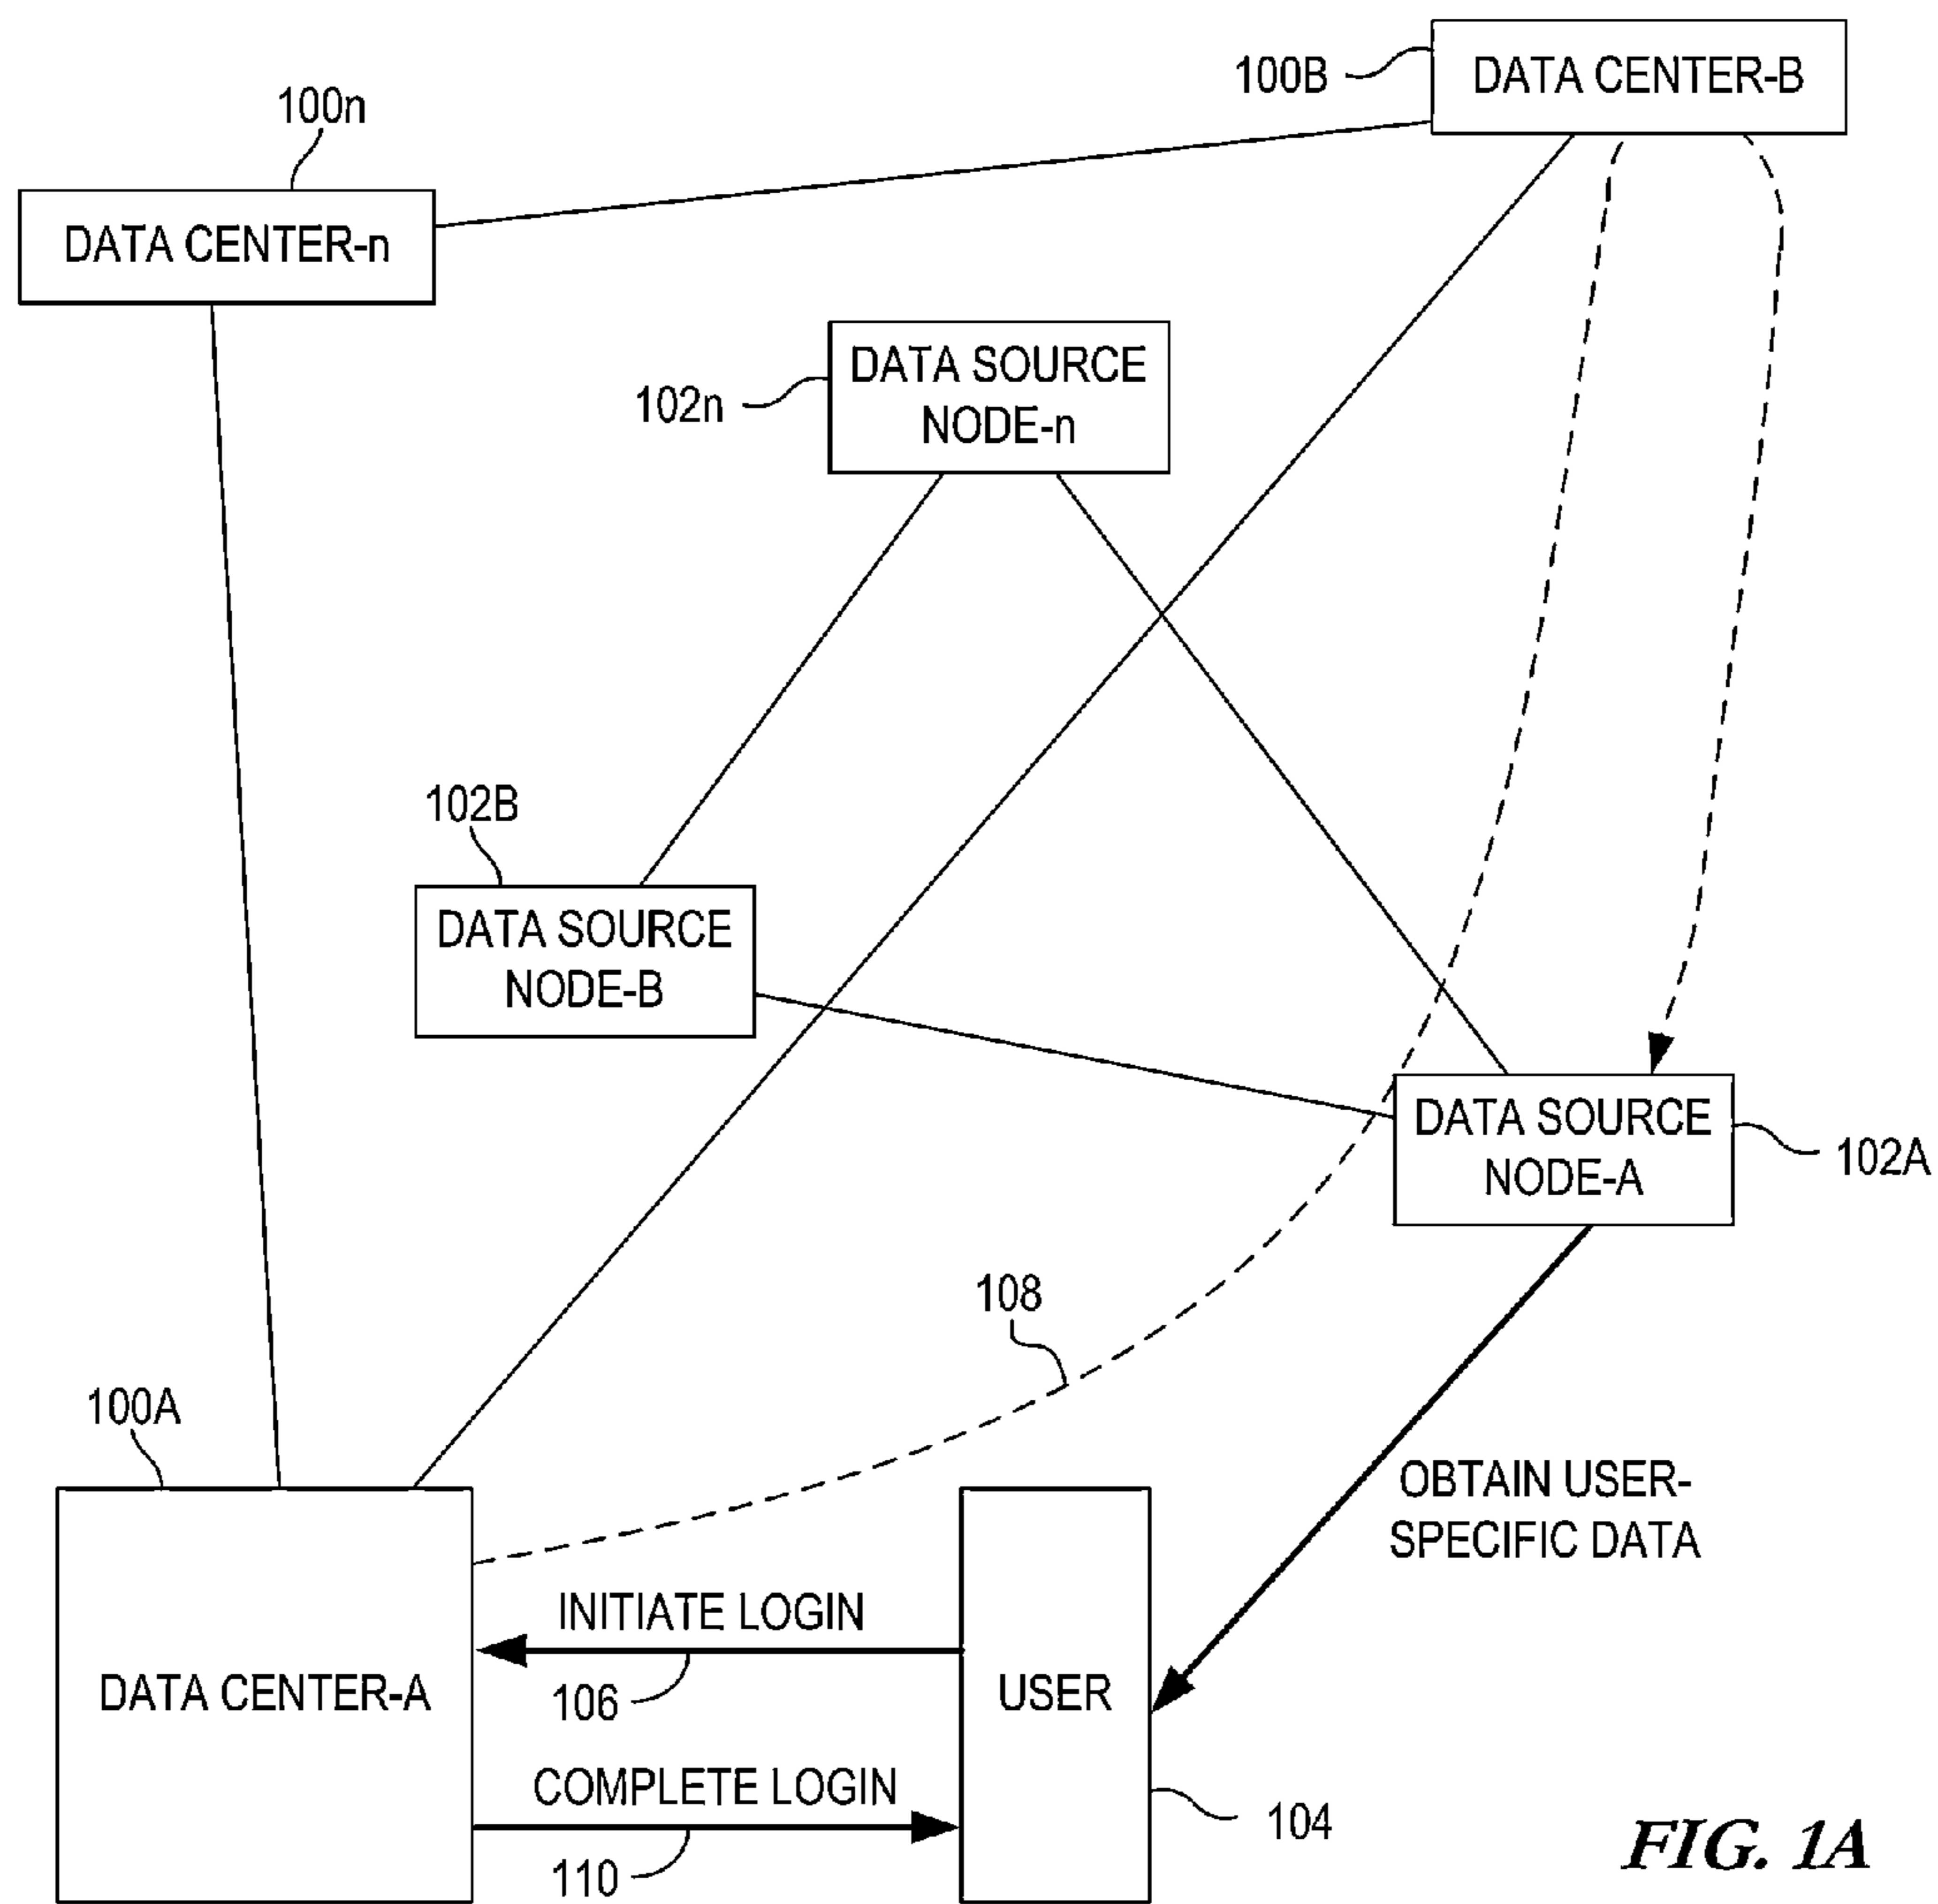 100B
DATA CENTER-B
100n
DATA CENTER-n
DATA SOURCE
NODE-n
102n
102B
DATA SOURCE
NODE-B
DATA SOURCE
NODE-A
102A
108
100A
OBTAIN USER-
SPECIFIC DATA
INITIATE LOGIN
106
DATA CENTER-A
USER
COMPLETE LOGIN
110
104
FIG. 1A